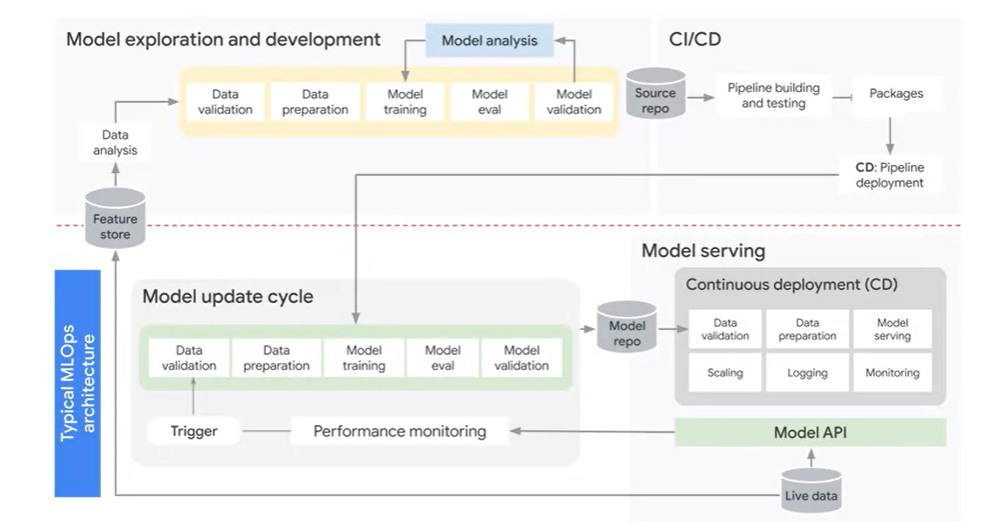 Model exploration and development
Model analysis
CI/CD
Data
validation
Data
preparation
Model
training
Model
eval
Model
validation
Source
repo
Pipeline building
and testing
Packages
Data
analysis
CD: Pipeline
deployment
Feature
store
Model serving
Typical MLOps
architecture
Model update cycle
Continuous deployment (CD)
Data
validation
Data
preparation
Model
training
Model
eval
Model
validation
Model
repo
Data
validation
Data
preparation
Model
serving
Scaling
Logging
Monitoring
Trigger
Performance monitoring
Model API
Live data